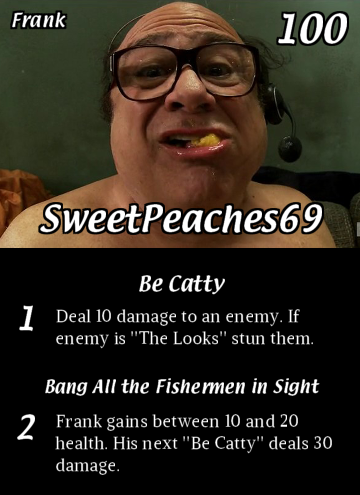 Frank
100
SweetPeaches69
Be Catty
1
Deal 10 damage to an enemy. If
enemy is "The Looks" stun them.
Bang All the Fishermen in Sight
2
Frank gains between 10 and 20
health. His next "Be Catty" deals 30
damage.